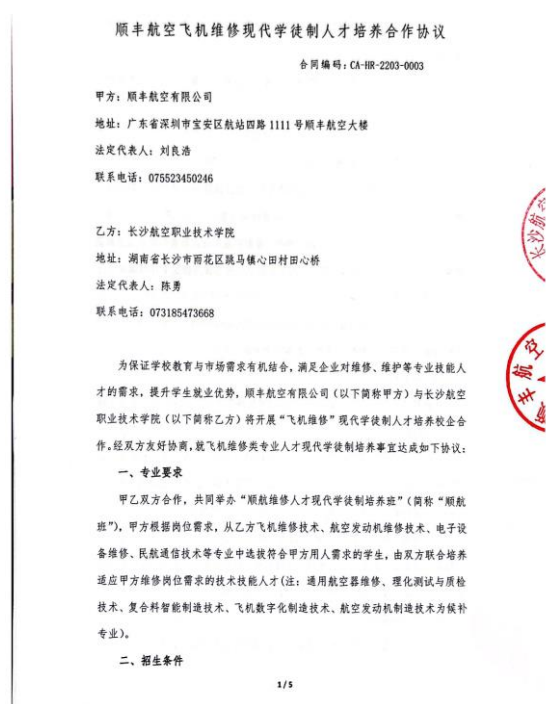 顺丰航空飞机维修现代学徒制人才培养合作协议
合同编码：CA-HR-2203-0003
甲方：顺丰航空有限公司
地址：广东省深圳市宝安区航站四路 1111 号顺丰航空大楼
法定代表人：刘良浩
联系电话：075523450246
乙方：长沙航空职业技术学院
地址：湖南省长沙市雨花区跳马镇心田村田心桥
法定代表人：陈勇
联系电话：073185473668
为保证学校教育与市场需求有机结合，满足企业对维修、维护等专业技能人
才的需求，提升学生就业优势，顺丰航空有限公司（以下简称甲方）与长沙航空
职业技术学院（以下简称乙方）将开展“飞机维修”现代学徒制人才培养校企合
作。经双方友好协商，就飞机维修类专业人才现代学徒制培养事宜达成如下协议：
一、专业要求
甲乙双方合作，共同举办“顺航维修人才现代学徒制培养班”（简称“顺航
班”），甲方根据岗位需求，从乙方飞机维修技术、航空发动机维修技术、电子设
备维修、民航通信技术等专业中选拔符合甲方用人需求的学生，由双方联合培养
适应甲方维修岗位需求的技术技能人才（注：通用航空器维修、理化测试与质检
技术、复合料智能制造技术、飞机数字化制造技术、航空发动机制造技术为候补
专业）。
二、招生条件
1 / 5
长沙航空
顺丰航空